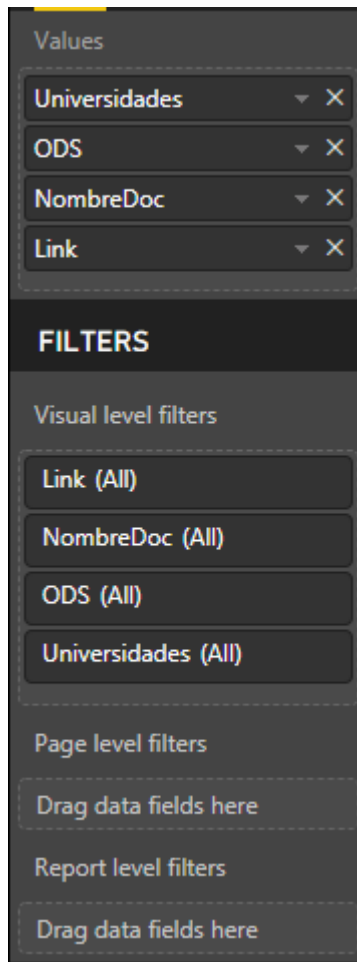 Values
Universidades
ODS
NombreDoc
Link
FILTERS
Visual level filters
Link (All)
NombreDoc (All)
ODS (All)
Universidades (All)
Page level filters
Drag data fields here
Report level filters
Drag data fields here